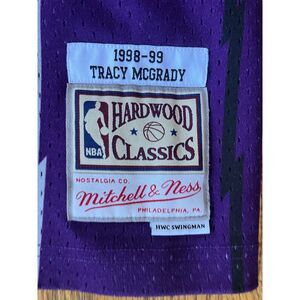 1998-99
TRACY MCGRADY
HARDWOOD
NBA
CLASSICS
NOSTALGIA CO.
Mitchell & Ness
PHILADELPHIA, PA.
HWC SWINGMAN